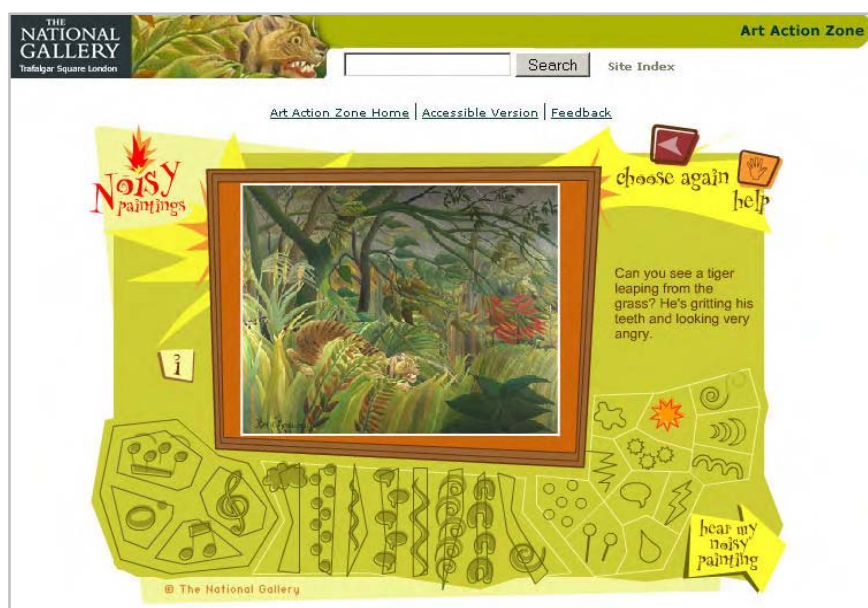 THE
NATIONAL
GALLERY
Trafalgar Square London
Art Action Zone
Search
Site Index
Art Action Zone Home | Accessible Version | Feedback
Noisy
paintings
choose again
help
Can you see a tiger
leaping from the
grass? He's gritting his
teeth and looking very
angry.
i
hear my
noisy
painting
© The National Gallery